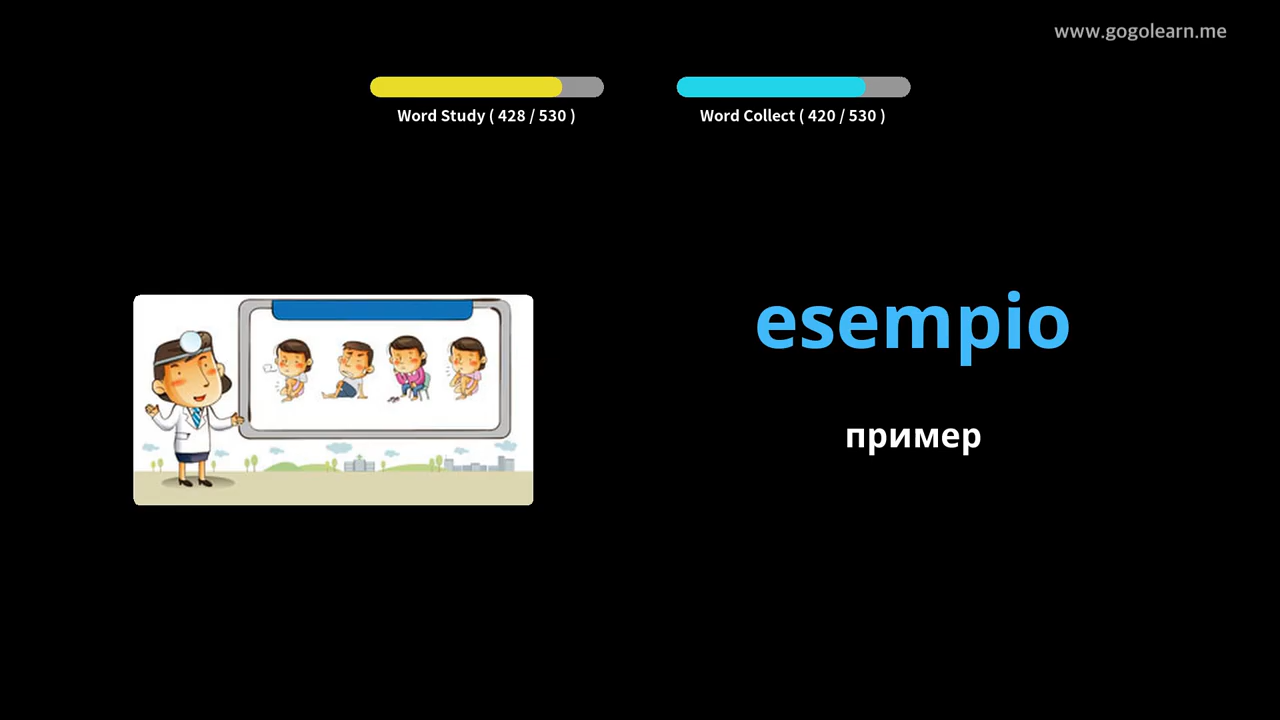 www.gogolearn.me
Word Study ( 428 / 530 )
Word Collect ( 420 / 530 )
esempio
пример